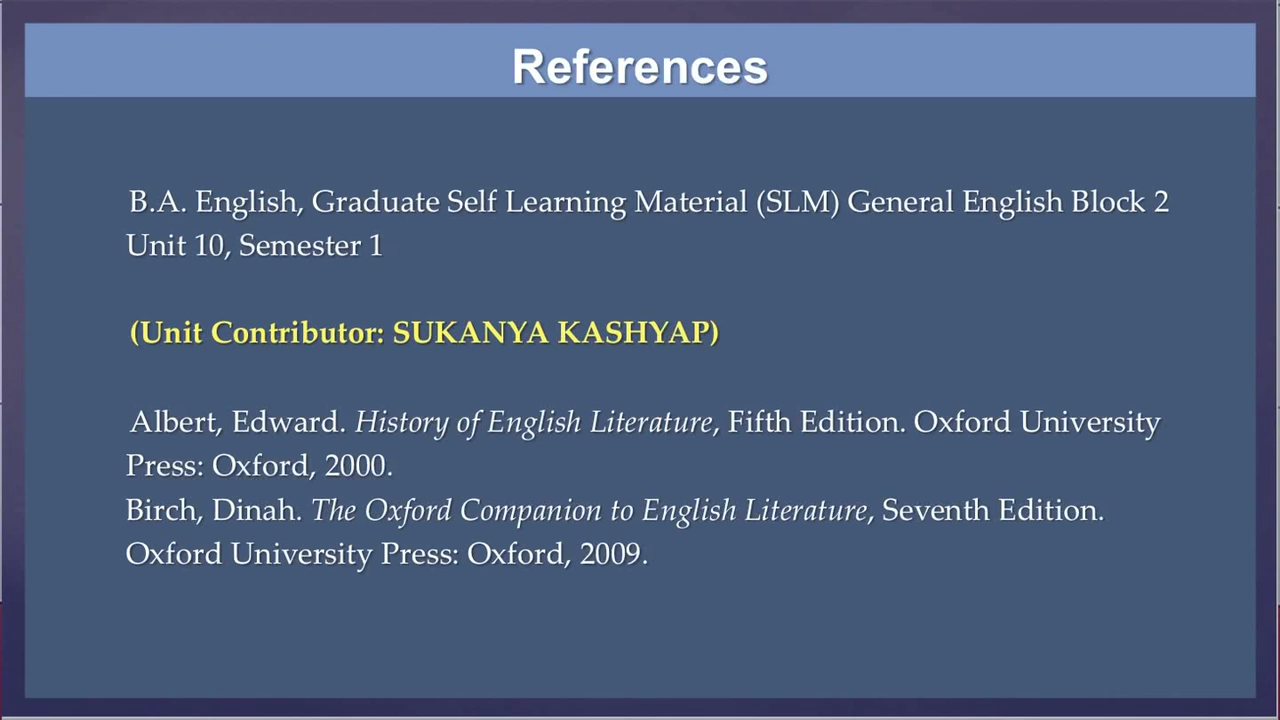 References
B.A. English, Graduate Self Learning Material (SLM) General English Block 2
Unit 10, Semester 1
(Unit Contributor: SUKANYA KASHYAP)
Albert, Edward. History of English Literature, Fifth Edition. Oxford University
Press: Oxford, 2000.
Birch, Dinah. The Oxford Companion to English Literature, Seventh Edition.
Oxford University Press: Oxford, 2009.